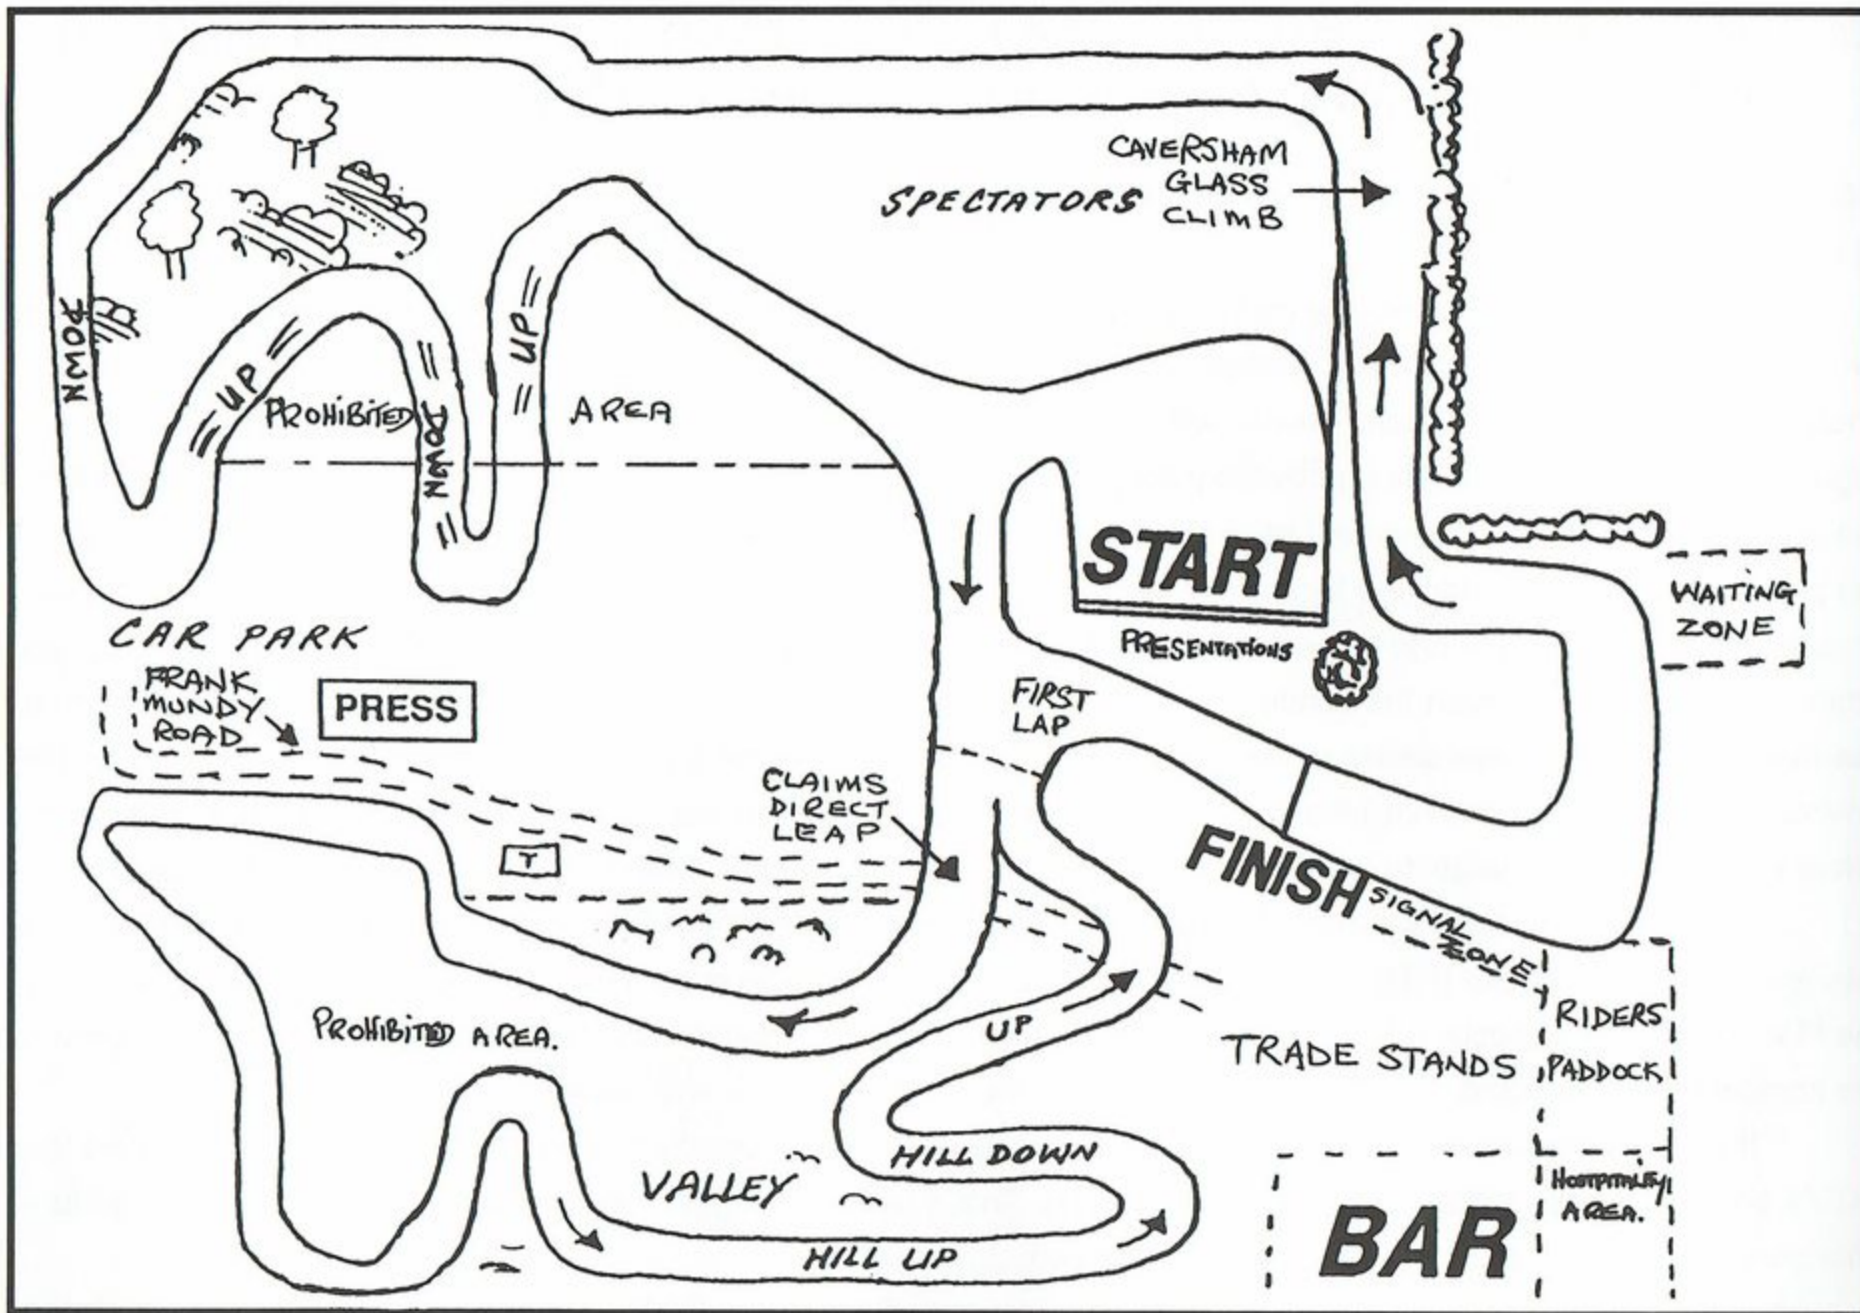 CAVERSHAM
GLASS
CLIMB
SPECTATORS
DOWN
UP
UP
PROHIBITED
AREA
DOWN
START
PRESENTATIONS
WAITING
ZONE
CAR PARK
FRANK
MUNDY
ROAD
PRESS
FIRST
LAP
CLAIMS
DIRECT
LEAP
T
FINISH
SIGNAL
ZONE
PROHIBITED AREA.
UP
RIDERS
PADDOCK
TRADE STANDS
HILL DOWN
VALLEY
HILL UP
BAR
HOSTPITALEY
AREA.